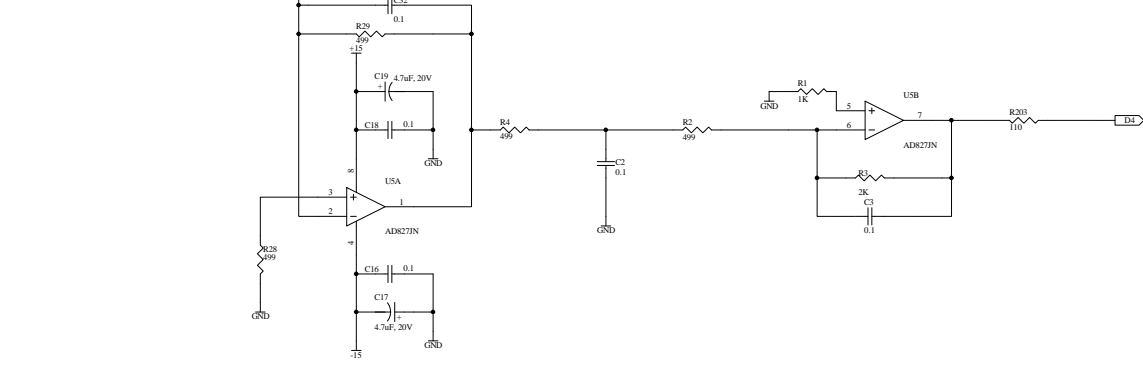 C32
0.1
R29
499
+15
C19 4.7uF, 20V
+
C18 0.1
GND
8
U5A
3
+
1
2
−
AD827JN
4
R28
499
GND
C16 0.1
C17
+
4.7uF, 20V
GND
-15
R4
499
C2
0.1
GND
R2
499
R1
1K
GND
U5B
5
+
7
6
−
AD827JN
R3
2K
C3
0.1
R203
110
D4